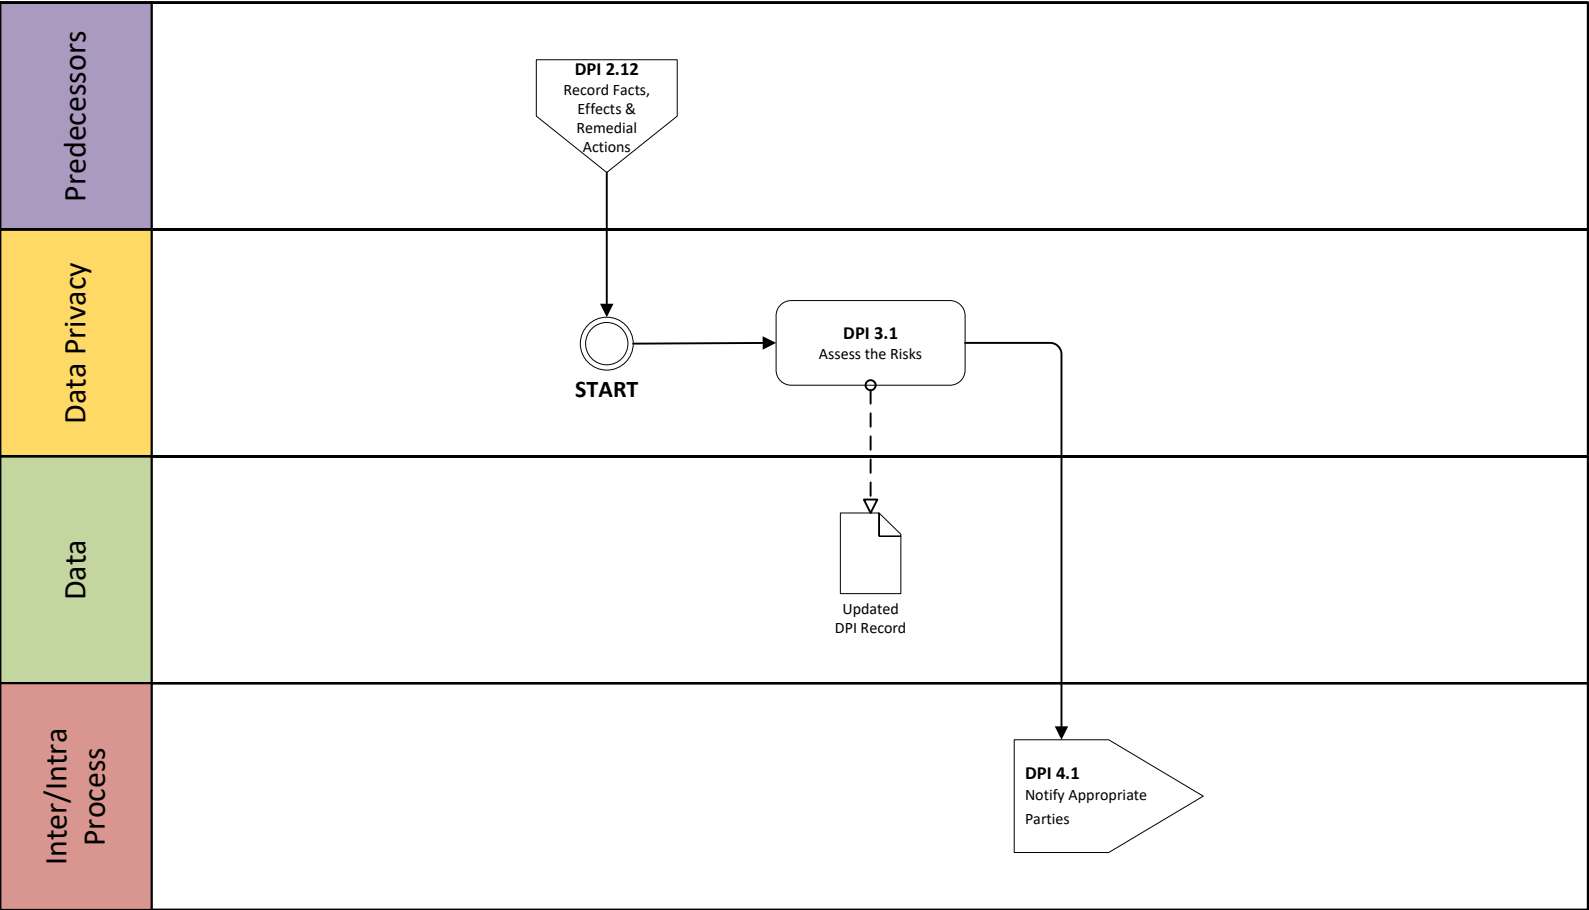 Predecessors
DPI 2.12
Record Facts,
Effects &
Remedial
Actions
Data Privacy
START
DPI 3.1
Assess the Risks
Data
Updated
DPI Record
Inter/Intra
Process
DPI 4.1
Notify Appropriate
Parties